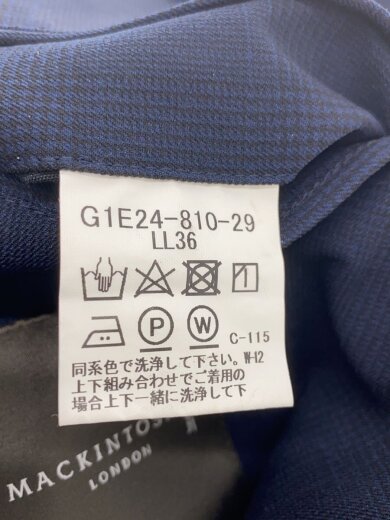 G1E24-810-29
LL36
P
W
C-115
同系色で洗浄して下さい。W-12
上下組み合わせでご着用の
場合上下一緒に洗浄して下
MACKINTOS
LONDON